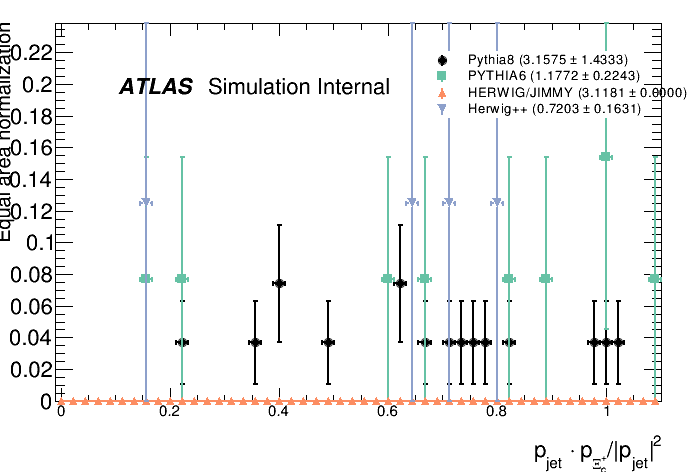 Equal area normalization
0.22
0.2
0.18
0.16
0.14
0.12
0.1
0.08
0.06
0.04
0.02
0
ATLAS Simulation Internal
Pythia8 (3.1575 ± 1.4333)
PYTHIA6 (1.1772 ± 0.2243)
HERWIG/JIMMY (3.1181 ± 0.0000)
Herwig++ (0.7203 ± 0.1631)
0 0.2 0.4 0.6 0.8 1
p_jet · p_Ξ_c^+/|p_jet|^2